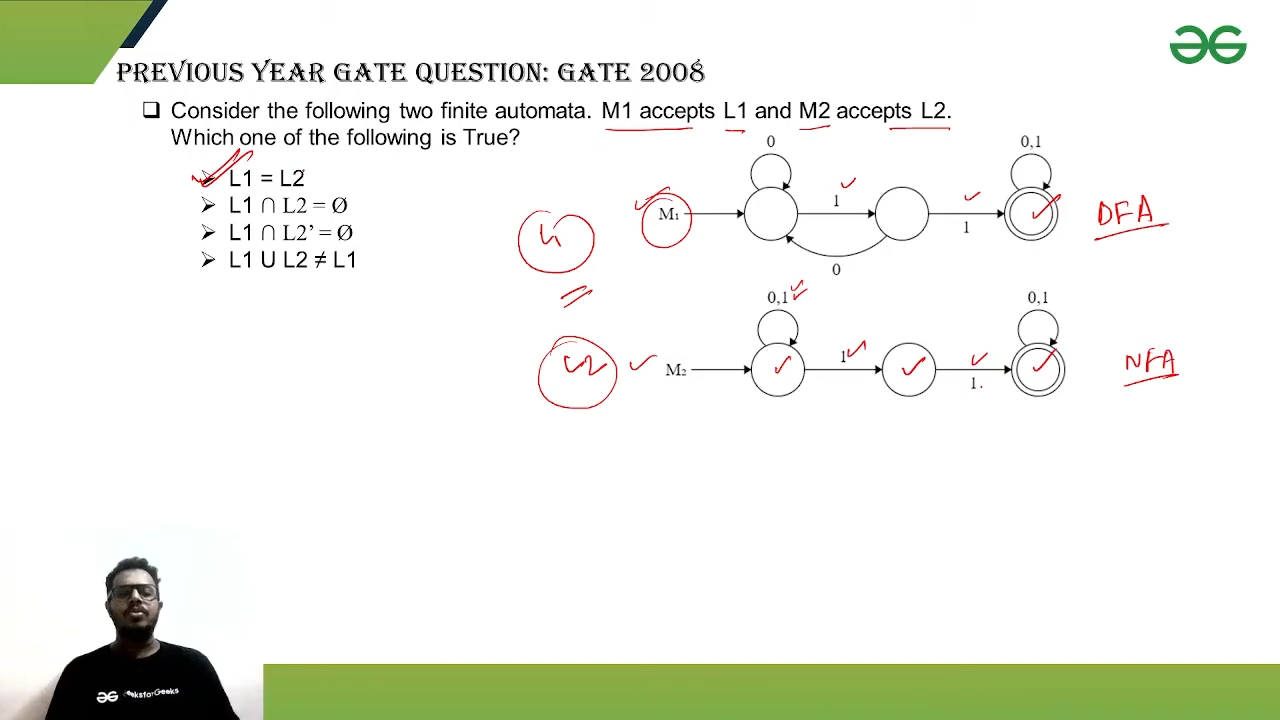 PREVIOUS YEAR GATE QUESTION: GATE 2008
❑ Consider the following two finite automata. M1 accepts L1 and M2 accepts L2.
Which one of the following is True?
➢ L1 = L2
➢ L1 ∩ L2 = Ø
➢ L1 ∩ L2’ = Ø
➢ L1 U L2 ≠ L1
0
0,1
M₁
1
1
0
DFA
L1
0,1
0,1
M₂
1
1
NFA
L2
GeeksforGeeks